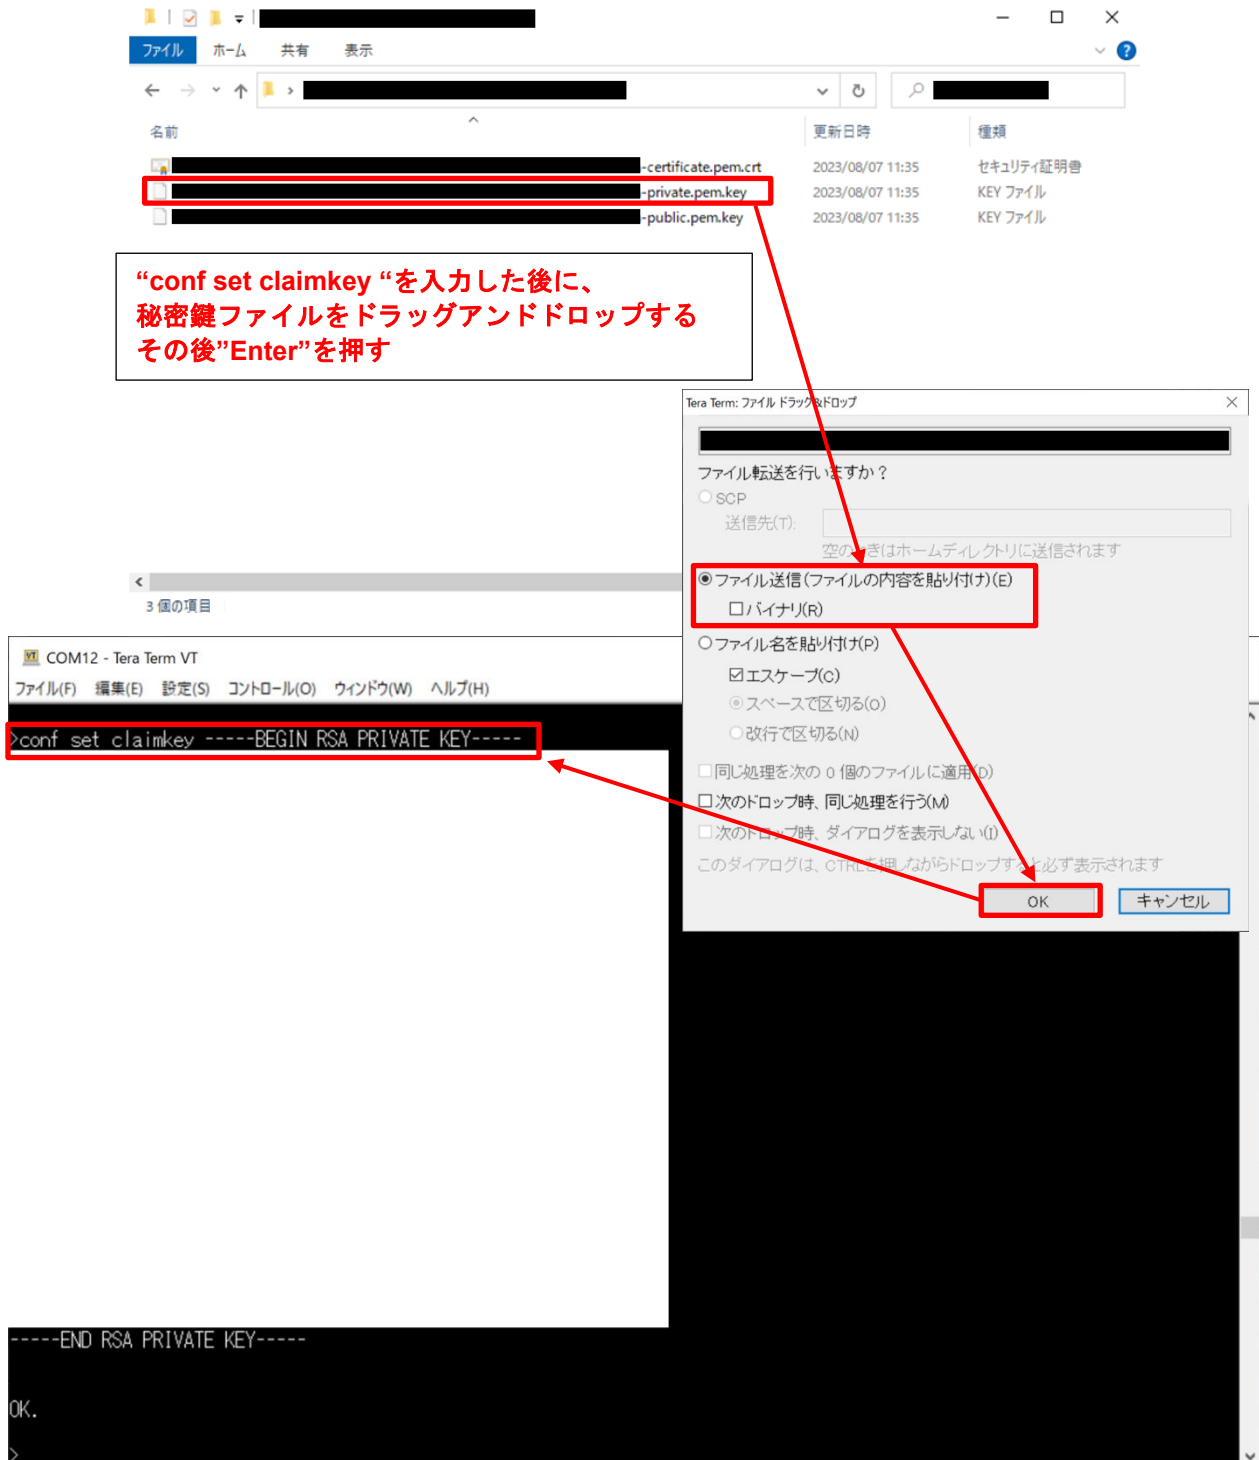 ファイル ホーム 共有 表示
名前 更新日時 種類
-certificate.pem.crt 2023/08/07 11:35 セキュリティ証明書
-private.pem.key 2023/08/07 11:35 KEY ファイル
-public.pem.key 2023/08/07 11:35 KEY ファイル
“conf set claimkey “を入力した後に、
秘密鍵ファイルをドラッグアンドドロップする
その後”Enter”を押す
Tera Term: ファイル ドラッグ&ドロップ
ファイル転送を行いますか？
SCP
送信先(T):
空のときはホームディレクトリに送信されます
ファイル送信(ファイルの内容を貼り付け)(E)
バイナリ(R)
ファイル名を貼り付け(P)
エスケープ(C)
スペースで区切る(O)
改行で区切る(N)
同じ処理を次の 0 個のファイルに適用(D)
次のドロップ時、同じ処理を行う(M)
次のドロップ時、ダイアログを表示しない(I)
このダイアログは、CTRLを押しながらドロップすると必ず表示されます
OK キャンセル
3 個の項目
COM12 - Tera Term VT
ファイル(F) 編集(E) 設定(S) コントロール(O) ウィンドウ(W) ヘルプ(H)
>conf set claimkey -----BEGIN RSA PRIVATE KEY-----
-----END RSA PRIVATE KEY-----
OK.
>